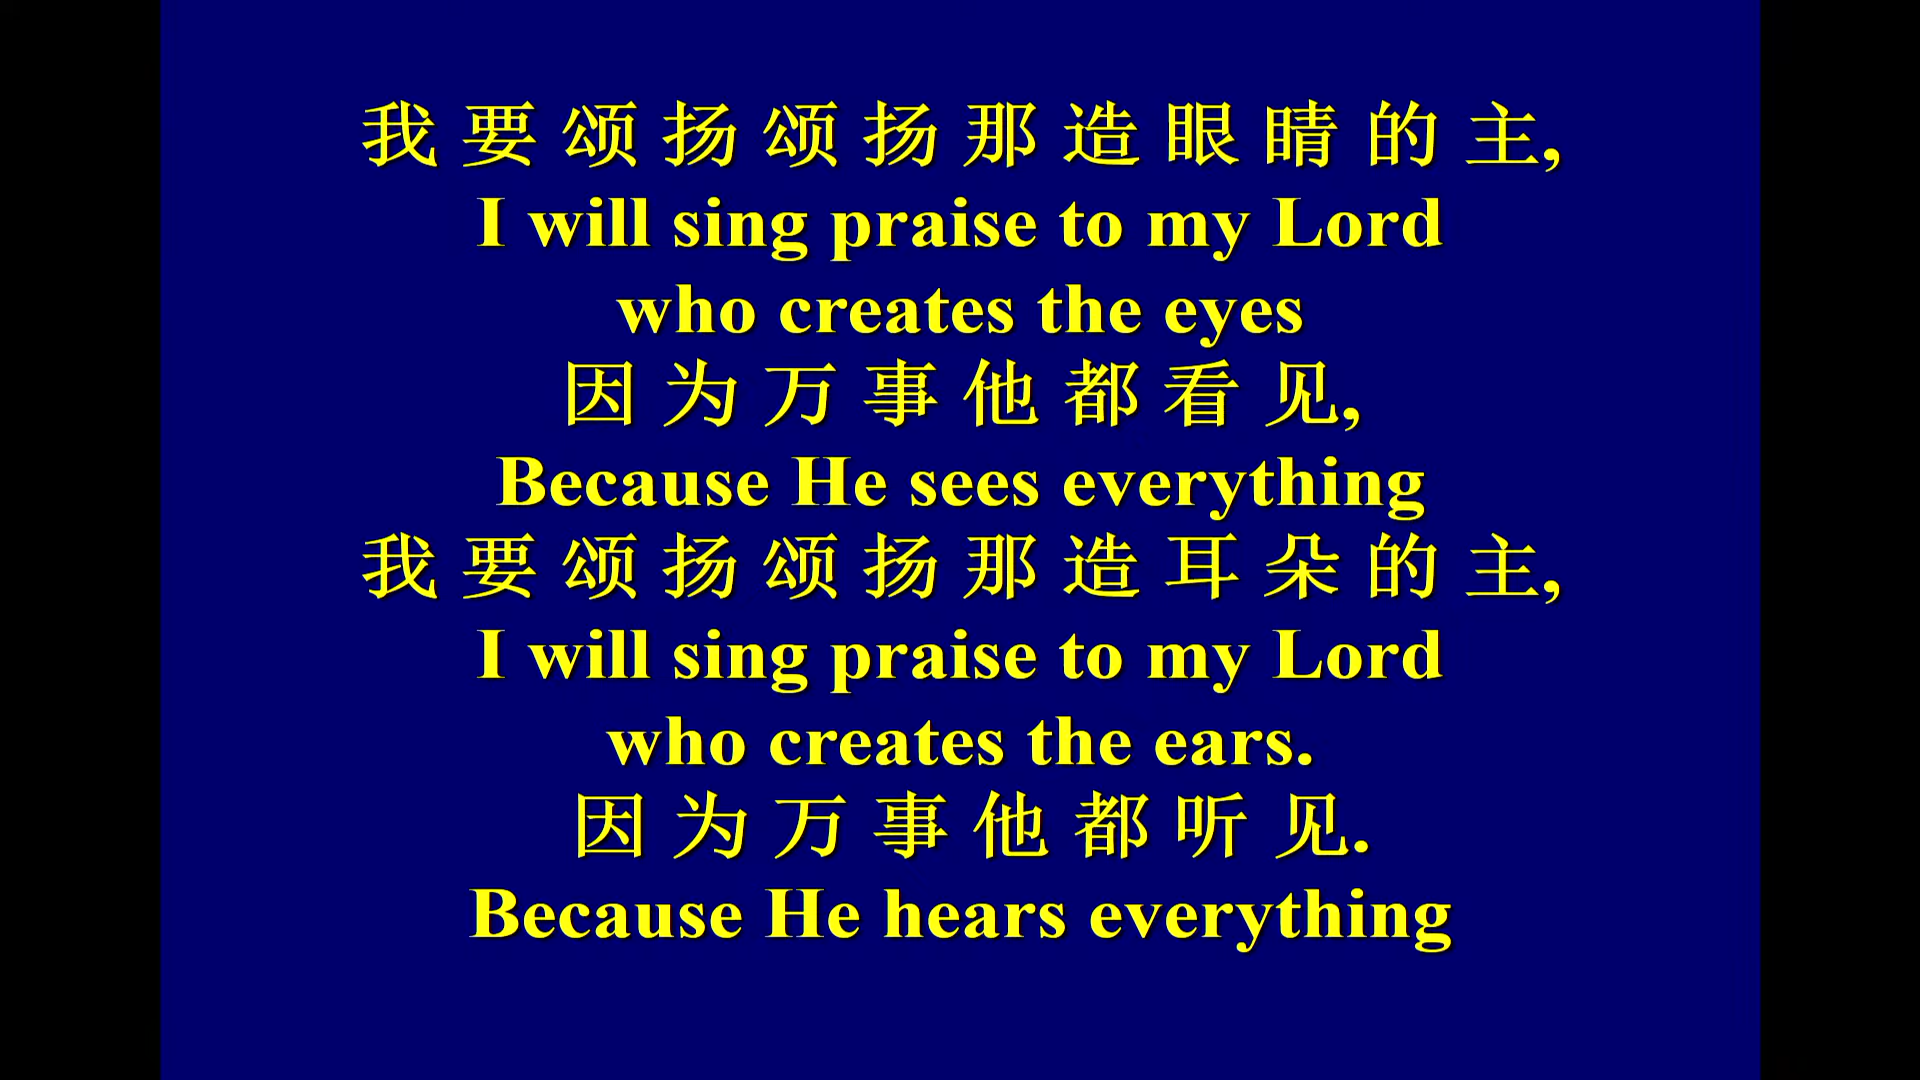 我 要 颂 扬 颂 扬 那 造 眼 睛 的 主,
I will sing praise to my Lord
who creates the eyes
因 为 万 事 他 都 看 见,
Because He sees everything
我 要 颂 扬 颂 扬 那 造 耳 朵 的 主,
I will sing praise to my Lord
who creates the ears.
因 为 万 事 他 都 听 见.
Because He hears everything